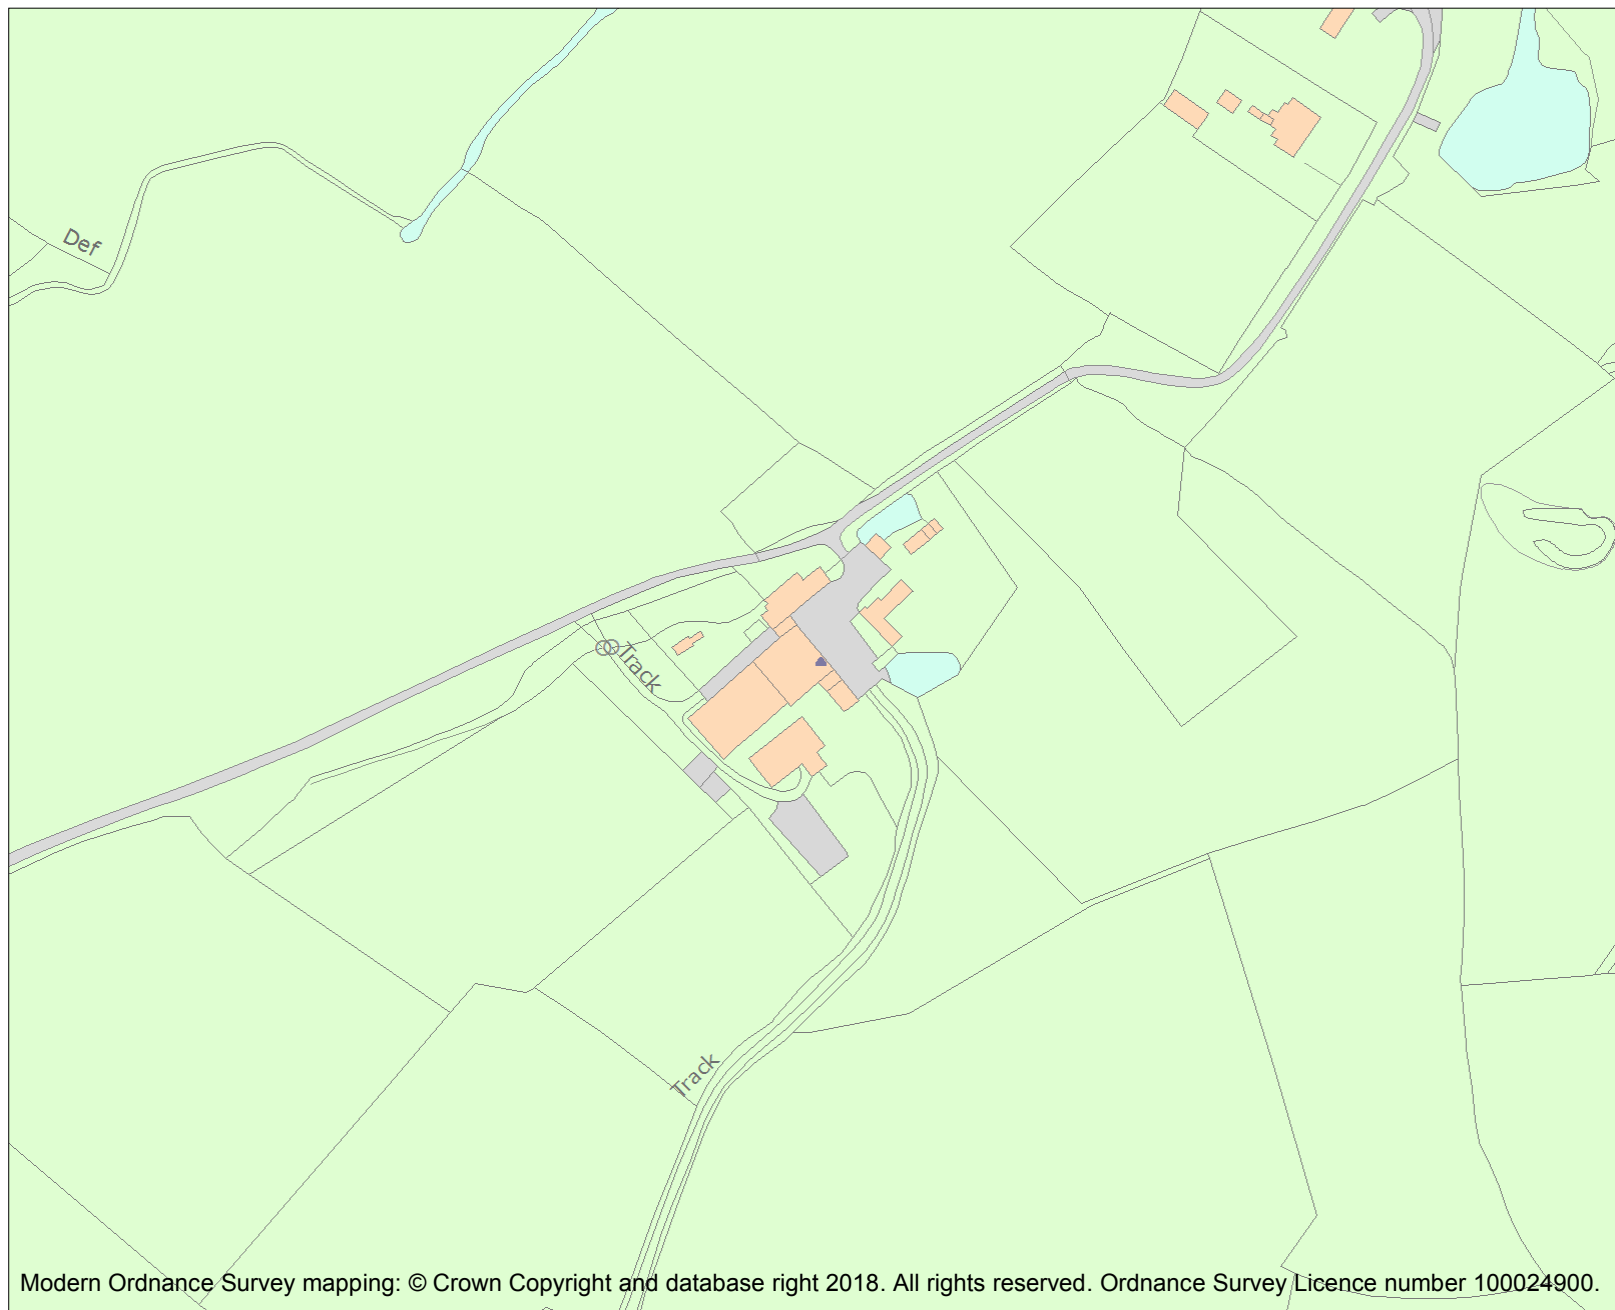 Def
Track
Track
Modern Ordnance Survey mapping: © Crown Copyright and database right 2018. All rights reserved. Ordnance Survey Licence number 100024900.